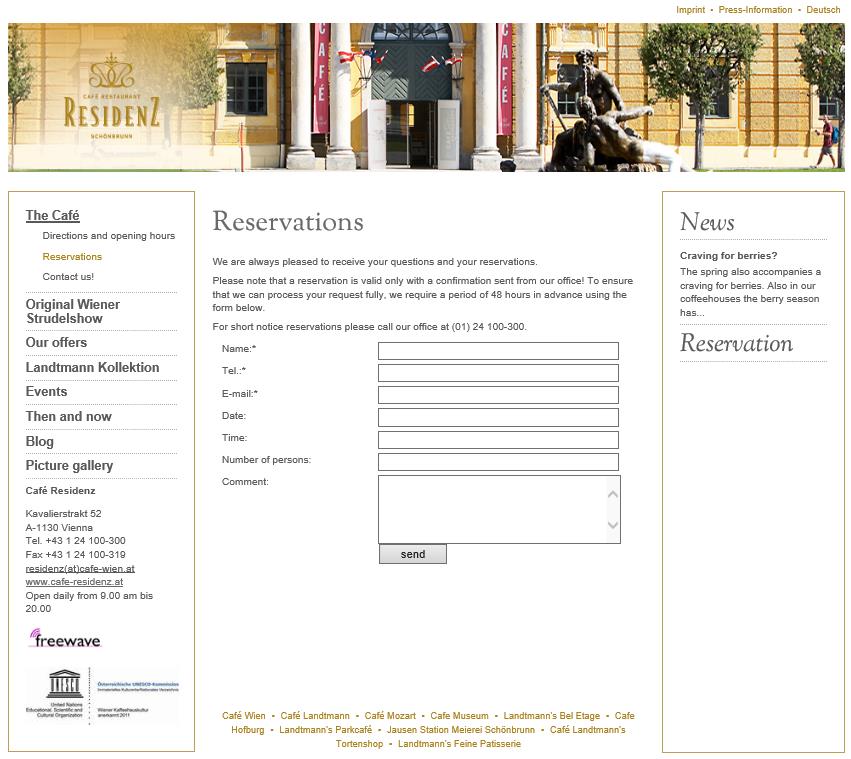 Imprint • Press-Information • Deutsch
CAFÉ
CAFÉ
CAFÉ RESTAURANT
RESIDENZ
SCHÖNBRUNN
The Café
Directions and opening hours
Reservations
Contact us!
Original Wiener
Strudelshow
Our offers
Landtmann Kollektion
Events
Then and now
Blog
Picture gallery
Café Residenz
Kavalierstrakt 52
A-1130 Vienna
Tel. +43 1 24 100-300
Fax +43 1 24 100-319
residenz(at)cafe-wien.at
www.cafe-residenz.at
Open daily from 9.00 am bis
20.00
freewave
UNESCO
United Nations
Educational, Scientific and
Cultural Organization
Österreichische UNESCO-Kommission
Immaterielles Kulturerbe/Nationales Verzeichnis
Wiener Kaffeehauskultur
anerkannt 2011
Reservations
We are always pleased to receive your questions and your reservations.
Please note that a reservation is valid only with a confirmation sent from our office! To ensure
that we can process your request fully, we require a period of 48 hours in advance using the
form below.
For short notice reservations please call our office at (01) 24 100-300.
Name:*
Tel.:*
E-mail:*
Date:
Time:
Number of persons:
Comment:
send
News
Craving for berries?
The spring also accompanies a
craving for berries. Also in our
coffeehouses the berry season
has...
Reservation
Café Wien • Café Landtmann • Café Mozart • Cafe Museum • Landtmann's Bel Etage • Cafe
Hofburg • Landtmann's Parkcafé • Jausen Station Meierei Schönbrunn • Café Landtmann's
Tortenshop • Landtmann's Feine Patisserie